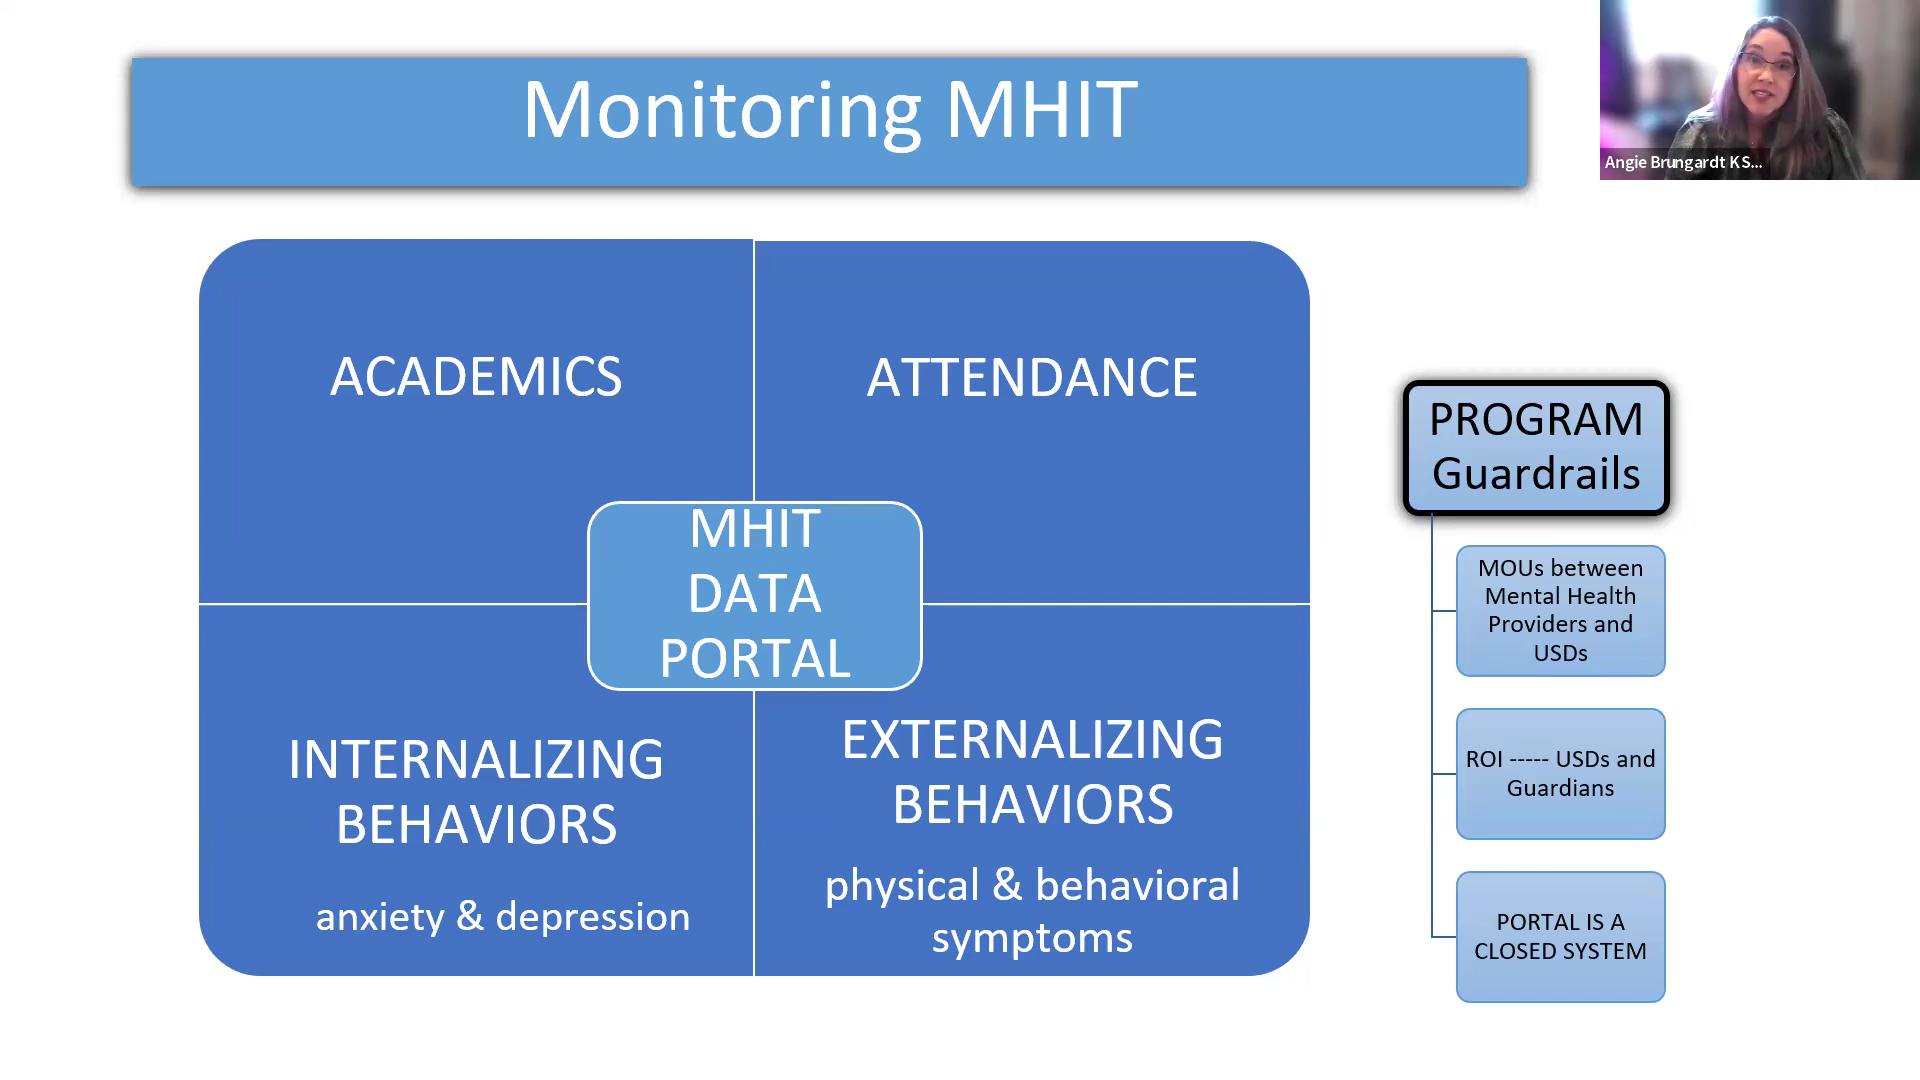 Monitoring MHIT
Angie Brungardt KS...
ACADEMICS
ATTENDANCE
MHIT
DATA
PORTAL
INTERNALIZING
BEHAVIORS
anxiety & depression
EXTERNALIZING
BEHAVIORS
physical & behavioral
symptoms
PROGRAM
Guardrails
MOUs between
Mental Health
Providers and
USDs
ROI ----- USDs and
Guardians
PORTAL IS A
CLOSED SYSTEM